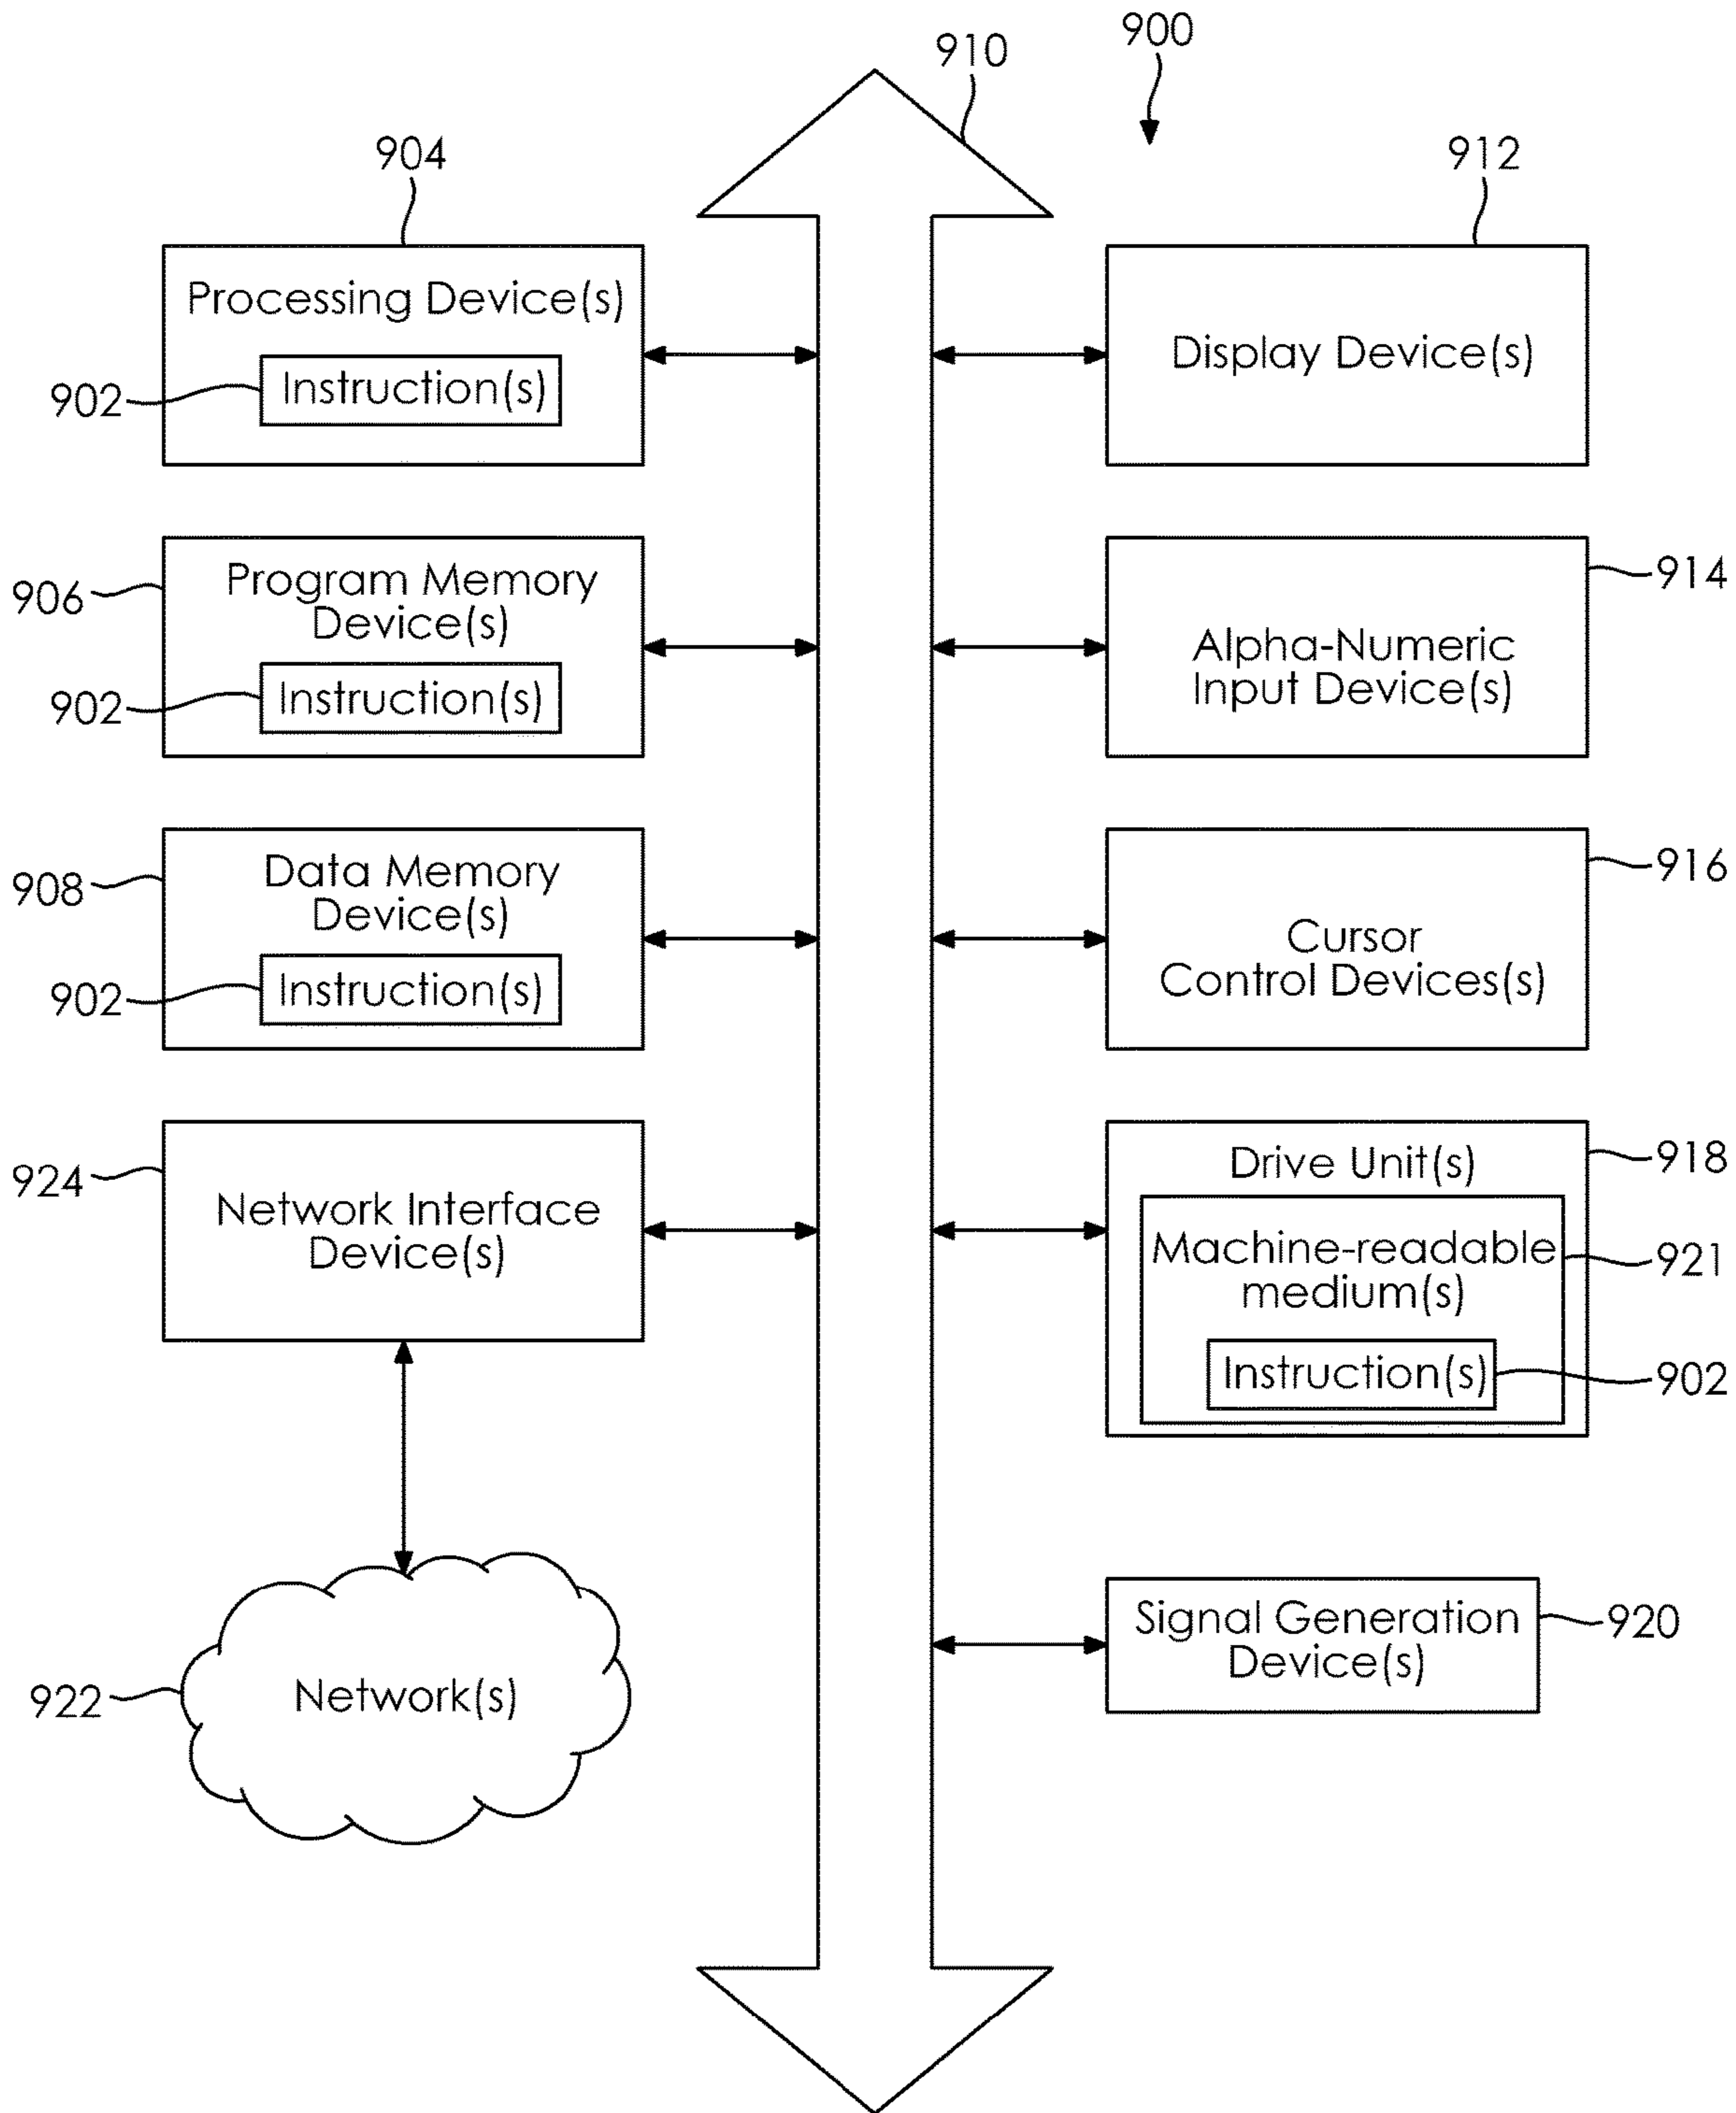 910
900
904
912
Processing Device(s)
902
Instruction(s)
Display Device(s)
906
Program Memory
Device(s)
902
Instruction(s)
914
Alpha-Numeric
Input Device(s)
908
Data Memory
Device(s)
902
Instruction(s)
916
Cursor
Control Devices(s)
924
Network Interface
Device(s)
918
Drive Unit(s)
Machine-readable
medium(s)
921
Instruction(s)
902
922
Network(s)
Signal Generation
Device(s)
920